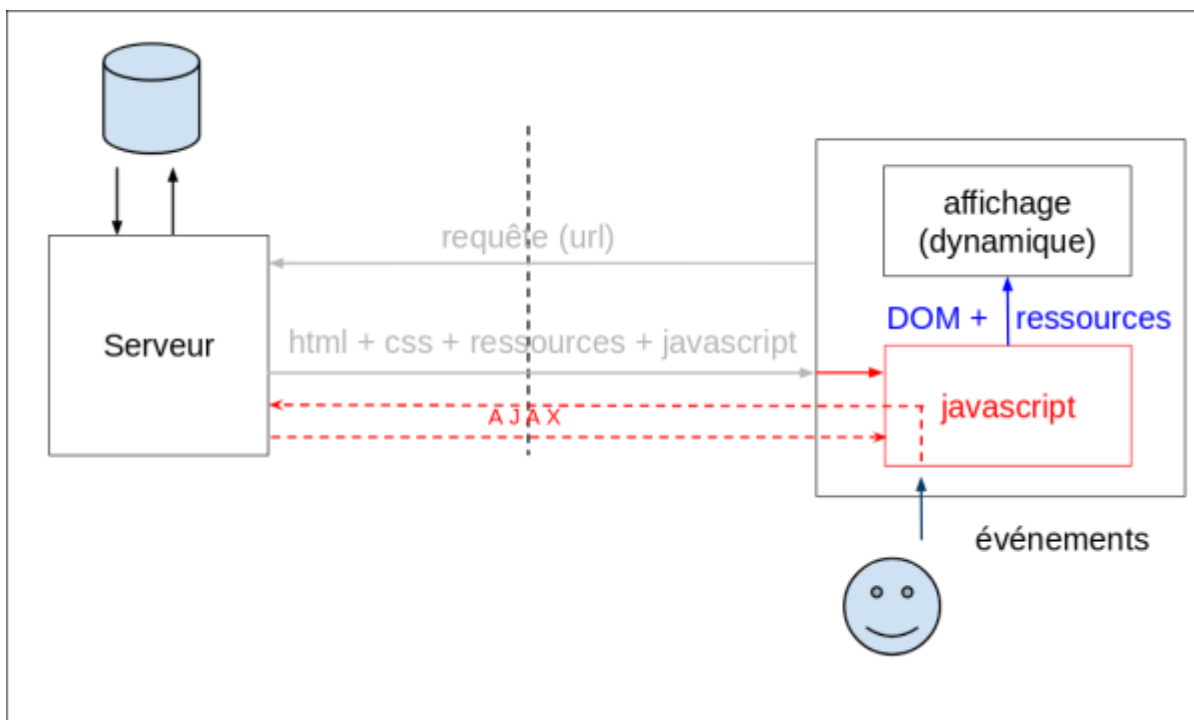 affichage
(dynamique)
requête (url)
DOM + ressources
Serveur
html + css + ressources + javascript
AJAX
javascript
événements